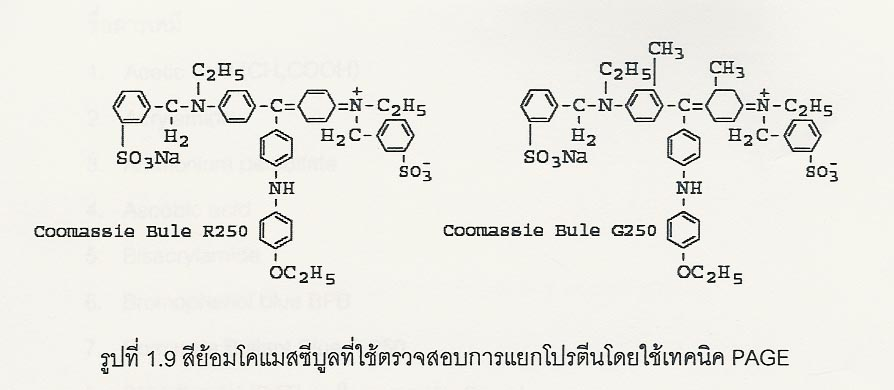 C2H5
CH3
C2H5
CH3
C N C N+ C2H5
C N C N+ C2H5
H2
H2C
H2
H2C
SO3Na
SO3-
SO3Na
SO3-
NH
NH
Coomassie Bule R250
Coomassie Bule G250
OC2H5
OC2H5
รูปที่ 1.9 สีย้อมโคแมสซีบูลที่ใช้ตรวจสอบการแยกโปรตีนโดยใช้เทคนิค PAGE